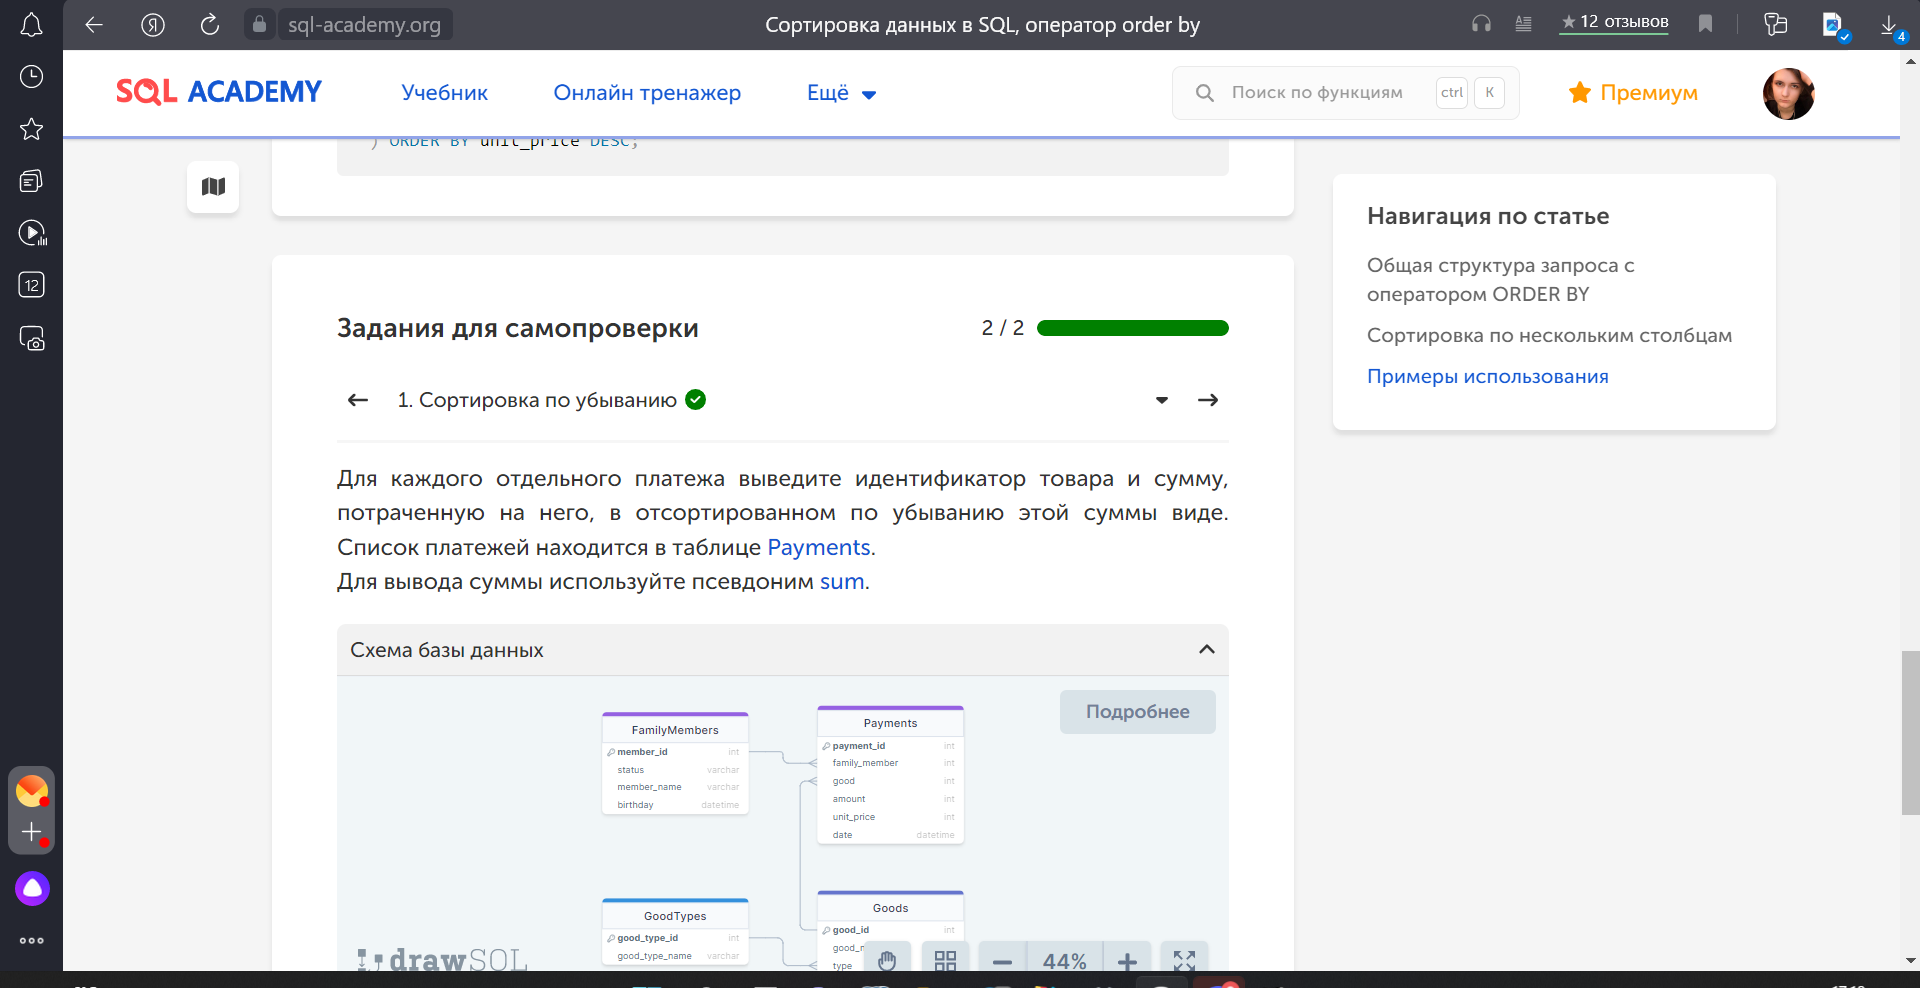 sql-academy.org
Сортировка данных в SQL, оператор order by
★ 12 отзывов
4
12
SQL ACADEMY
Учебник
Онлайн тренажер
Ещё
Поиск по функциям
ctrl
K
Премиум
) ORDER BY unit_price DESC;
Навигация по статье
Общая структура запроса с
оператором ORDER BY
Сортировка по нескольким столбцам
Примеры использования
Задания для самопроверки
2 / 2
1. Сортировка по убыванию
Для каждого отдельного платежа выведите идентификатор товара и сумму,
потраченную на него, в отсортированном по убыванию этой суммы виде.
Список платежей находится в таблице Payments.
Для вывода суммы используйте псевдоним sum.
Схема базы данных
Подробнее
FamilyMembers
member_id int
status varchar
member_name varchar
birthday datetime
Payments
payment_id int
family_member int
good int
amount int
unit_price int
date datetime
GoodTypes
good_type_id int
good_type_name varchar
Goods
good_id int
type
drawSQL
44%